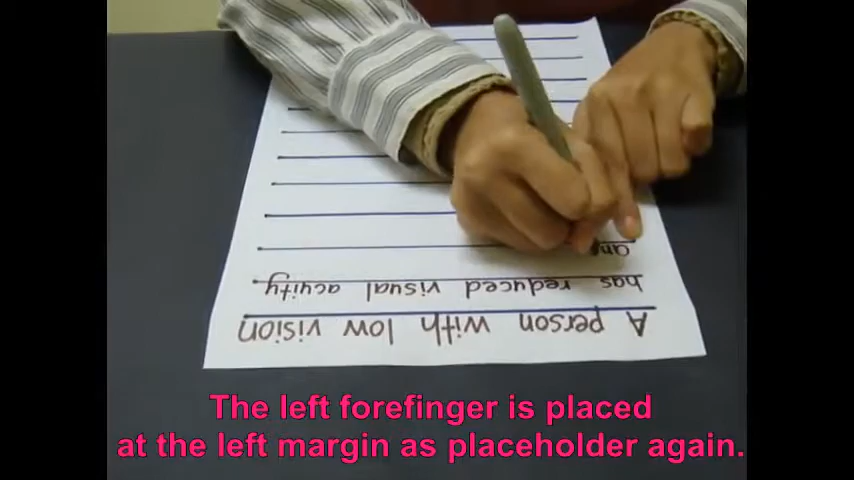 A person with low vision
has reduced visual acuity
an
The left forefinger is placed
at the left margin as placeholder again.